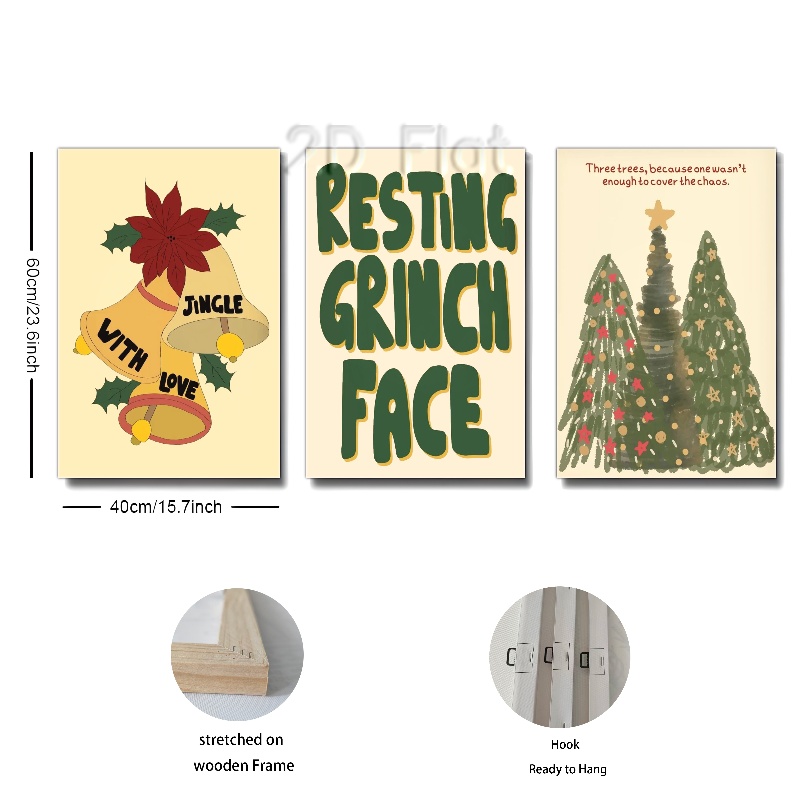 2D Flat
JINGLE
WITH
LOVE
RESTING
GRINCH
FACE
Three trees, because one wasn't
enough to cover the chaos.
60cm/23.6inch
40cm/15.7inch
stretched on
wooden Frame
Hook
Ready to Hang